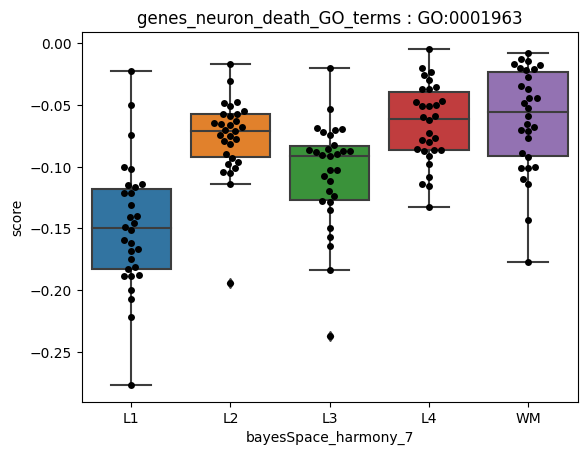 genes_neuron_death_GO_terms : GO:0001963
0.00
−0.05
−0.10
−0.15
−0.20
−0.25
score
L1 L2 L3 L4 WM
bayesSpace_harmony_7